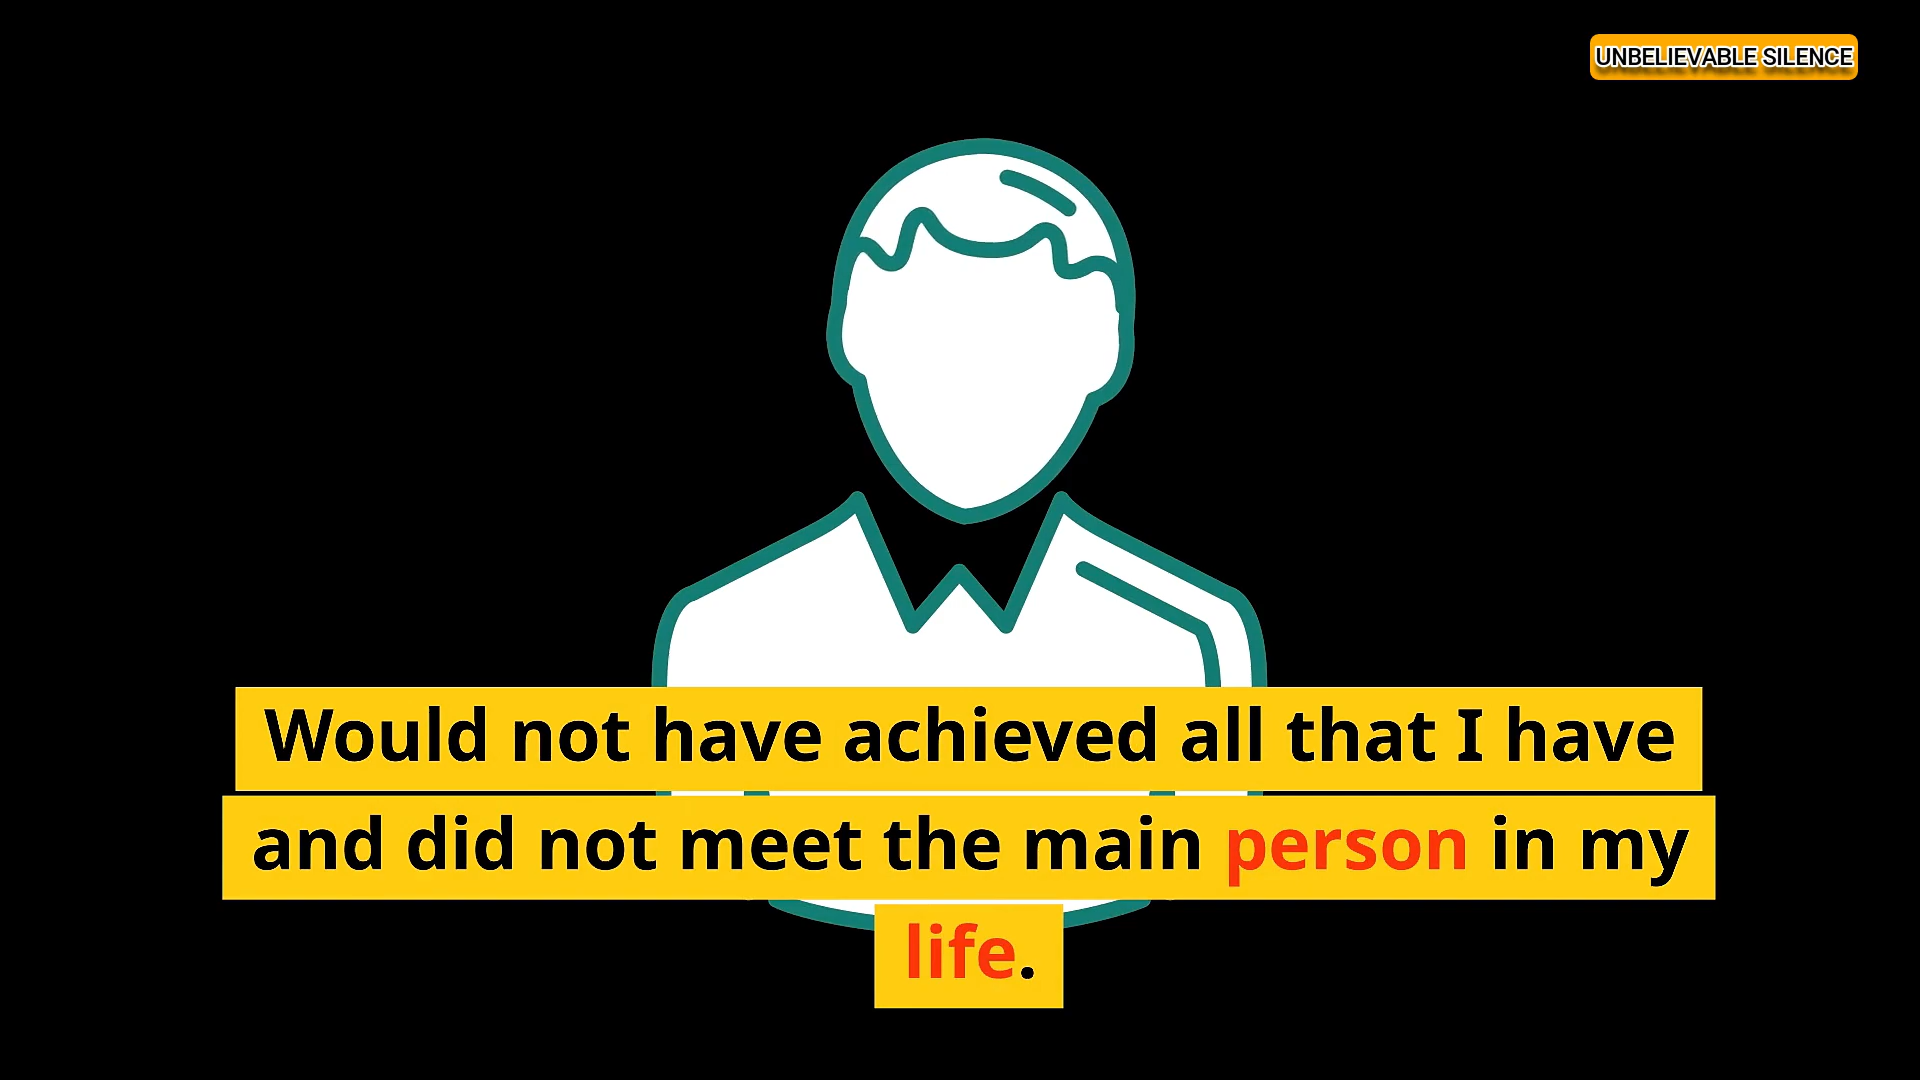 UNBELIEVABLE SILENCE
Would not have achieved all that I have
and did not meet the main person in my
life.